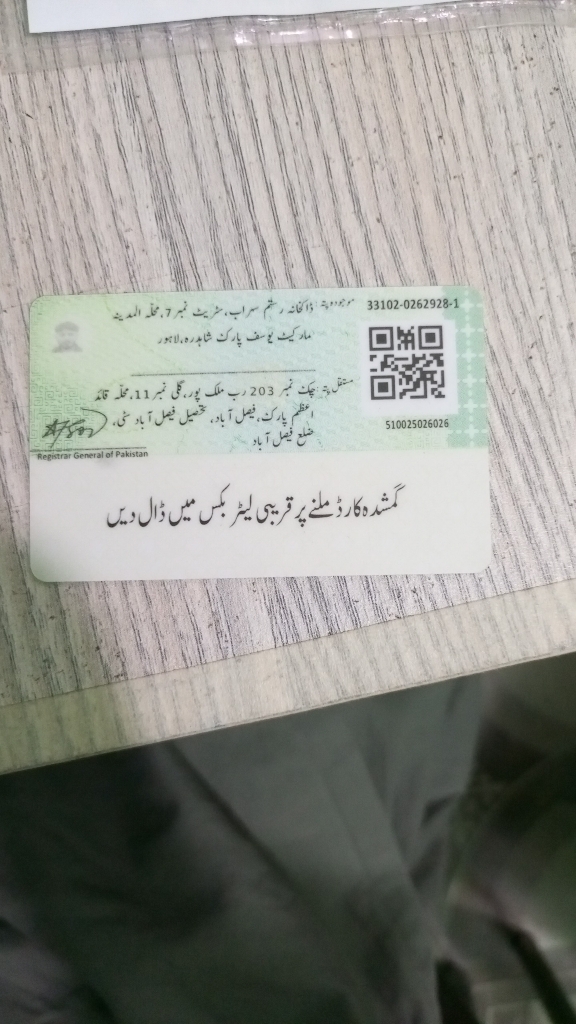 موجودہ پتہ: ڈاکخانہ رستم سہراب، سٹریٹ نمبر 7، محلہ المدینہ
مارکیٹ یوسف پارک شاہدرہ، لاہور
33102-0262928-1
مستقل پتہ: چک نمبر 203 رب ملک پور، گلی نمبر 11، محلہ قائد
اعظم پارک، فیصل آباد، تحصیل فیصل آباد سٹی،
ضلع فیصل آباد
510025026026
Registrar General of Pakistan
گمشدہ کارڈ ملنے پر قریبی لیٹر بکس میں ڈال دیں